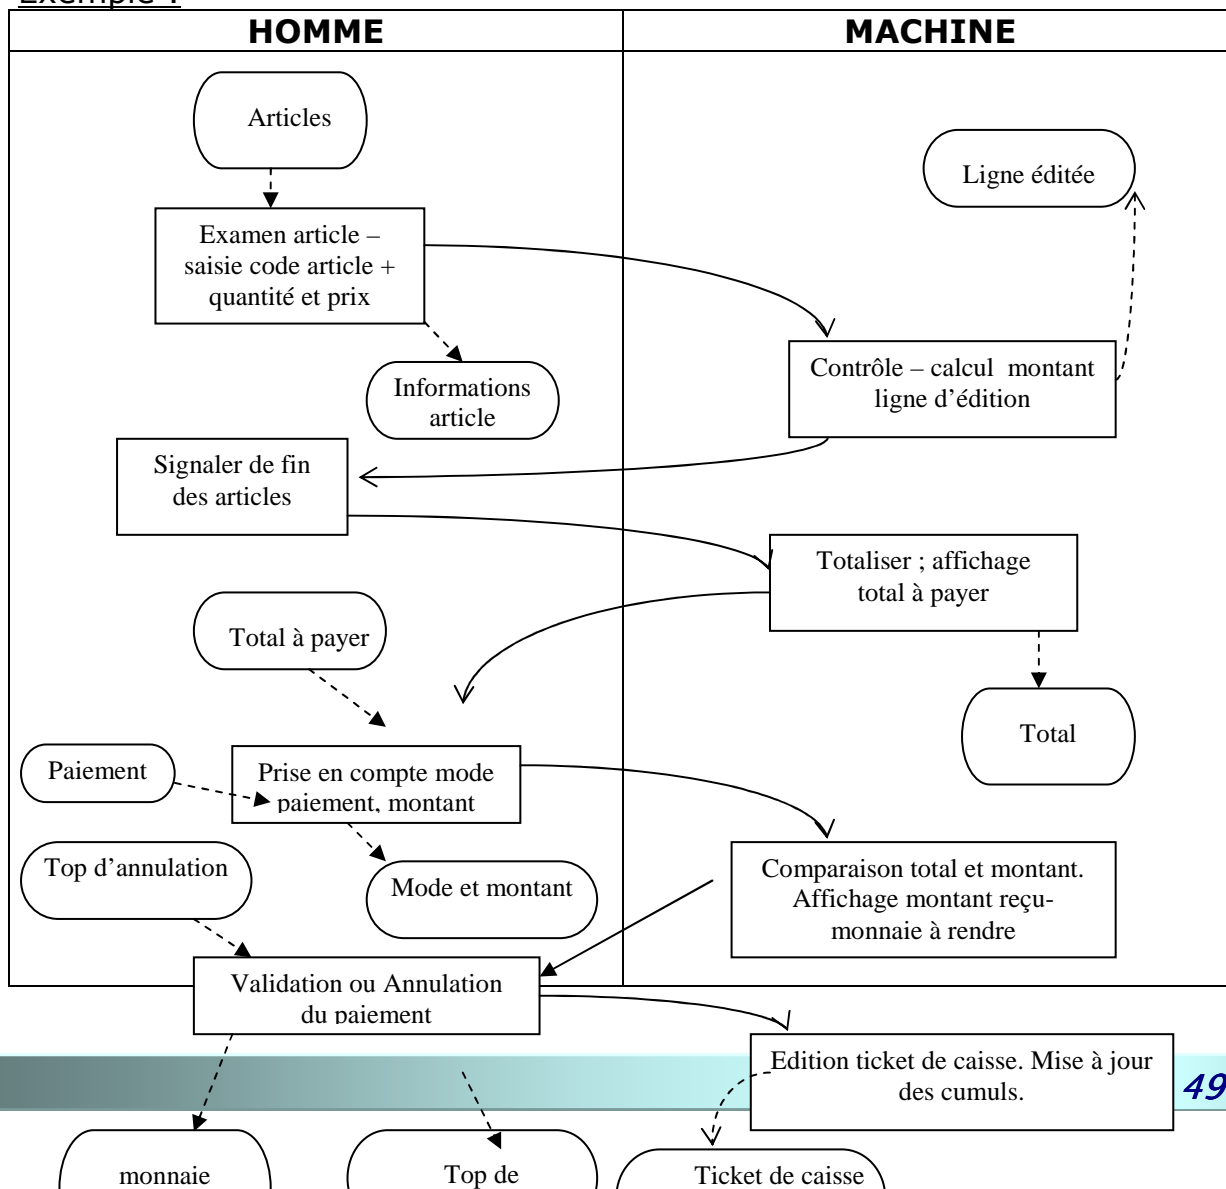 Exemple :
HOMME
MACHINE
Articles
Ligne éditée
Examen article –
saisie code article +
quantité et prix
Contrôle – calcul  montant
ligne d’édition
Informations
article
Signaler de fin
des articles
Totaliser ; affichage
total à payer
Total à payer
Total
Paiement
Prise en compte mode
paiement, montant
Top d’annulation
Mode et montant
Comparaison total et montant.
Affichage montant reçu-
monnaie à rendre
Validation ou Annulation
du paiement
Edition ticket de caisse. Mise à jour
des cumuls.
49
monnaie
Top de
Ticket de caisse